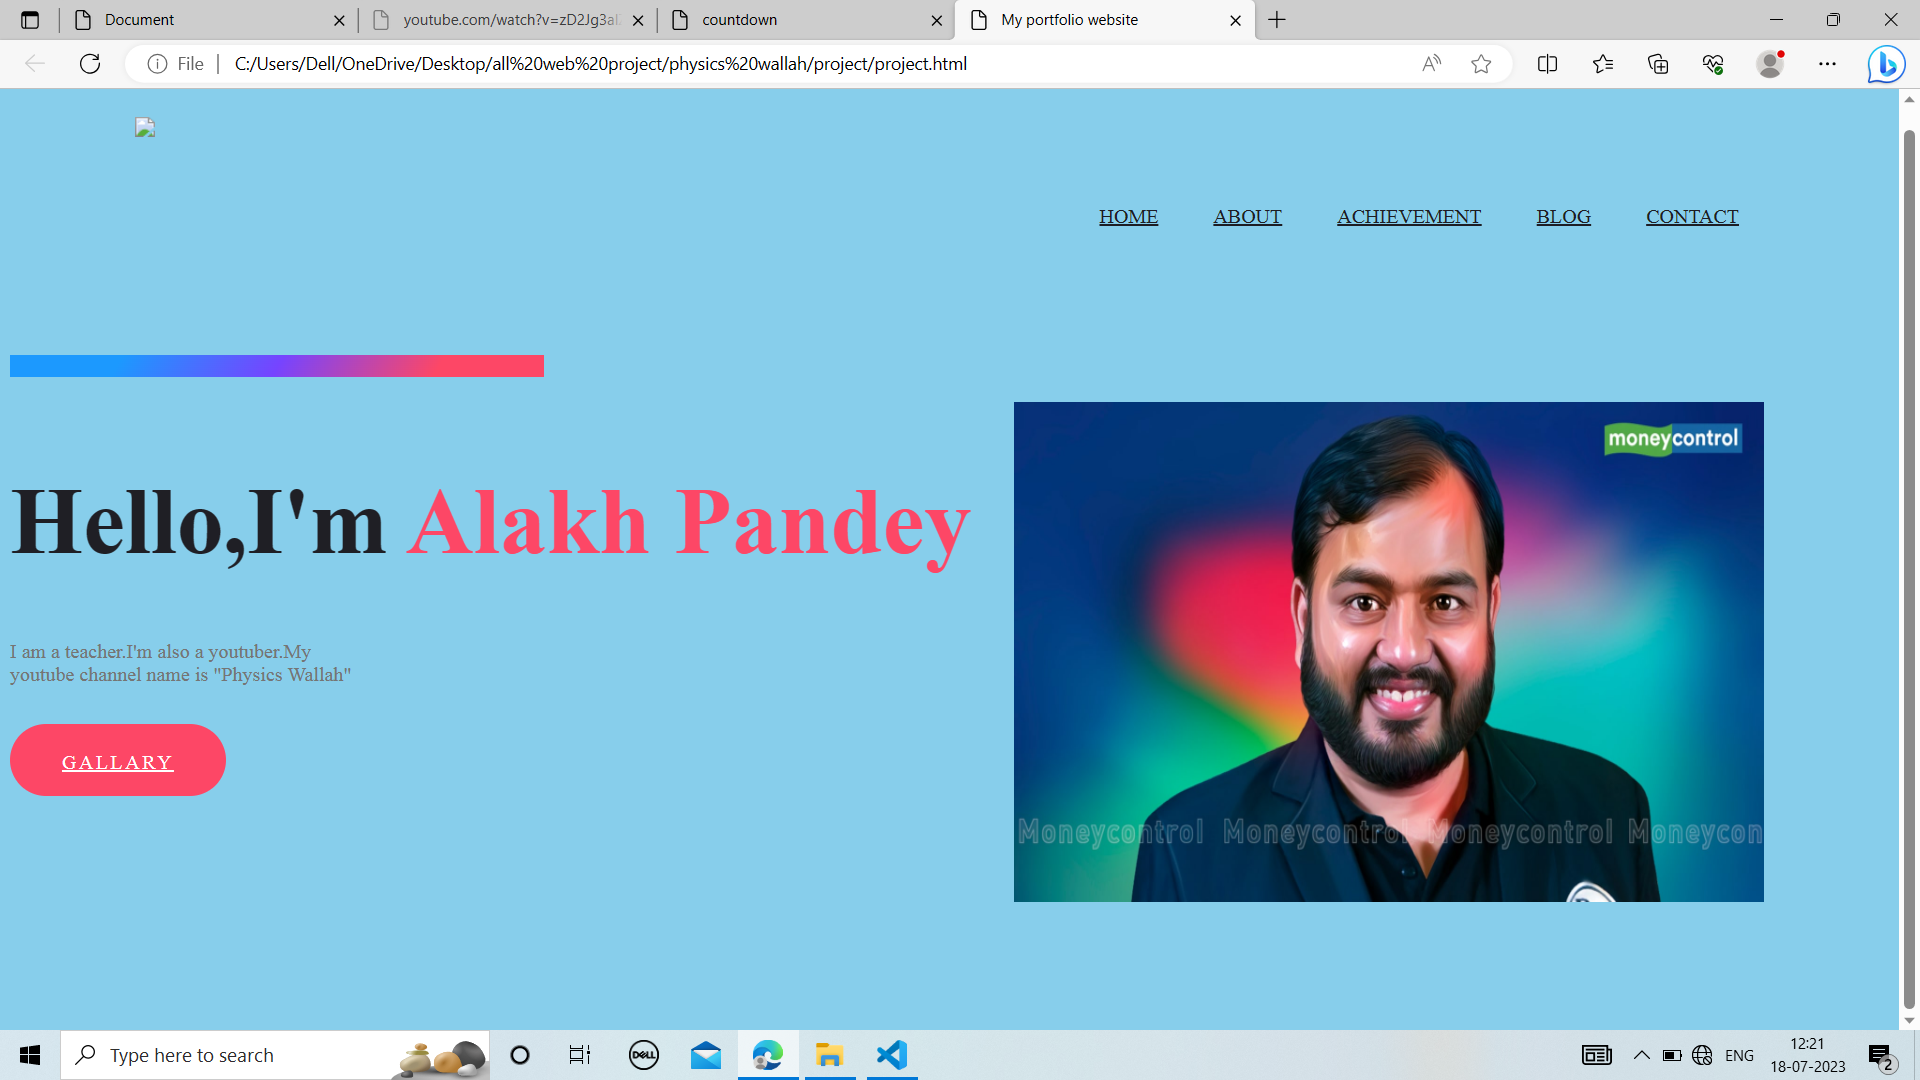 Document
youtube.com/watch?v=zD2Jg3al
countdown
My portfolio website
File
C:/Users/Dell/OneDrive/Desktop/all%20web%20project/physics%20wallah/project/project.html
HOME
ABOUT
ACHIEVEMENT
BLOG
CONTACT
moneycontrol
Hello,I'm Alakh Pandey
I am a teacher.I'm also a youtuber.My
youtube channel name is "Physics Wallah"
GALLARY
Moneycontrol Moneycontrol Moneycontrol Moneycon
Type here to search
DELL
ENG
12:21
18-07-2023
2